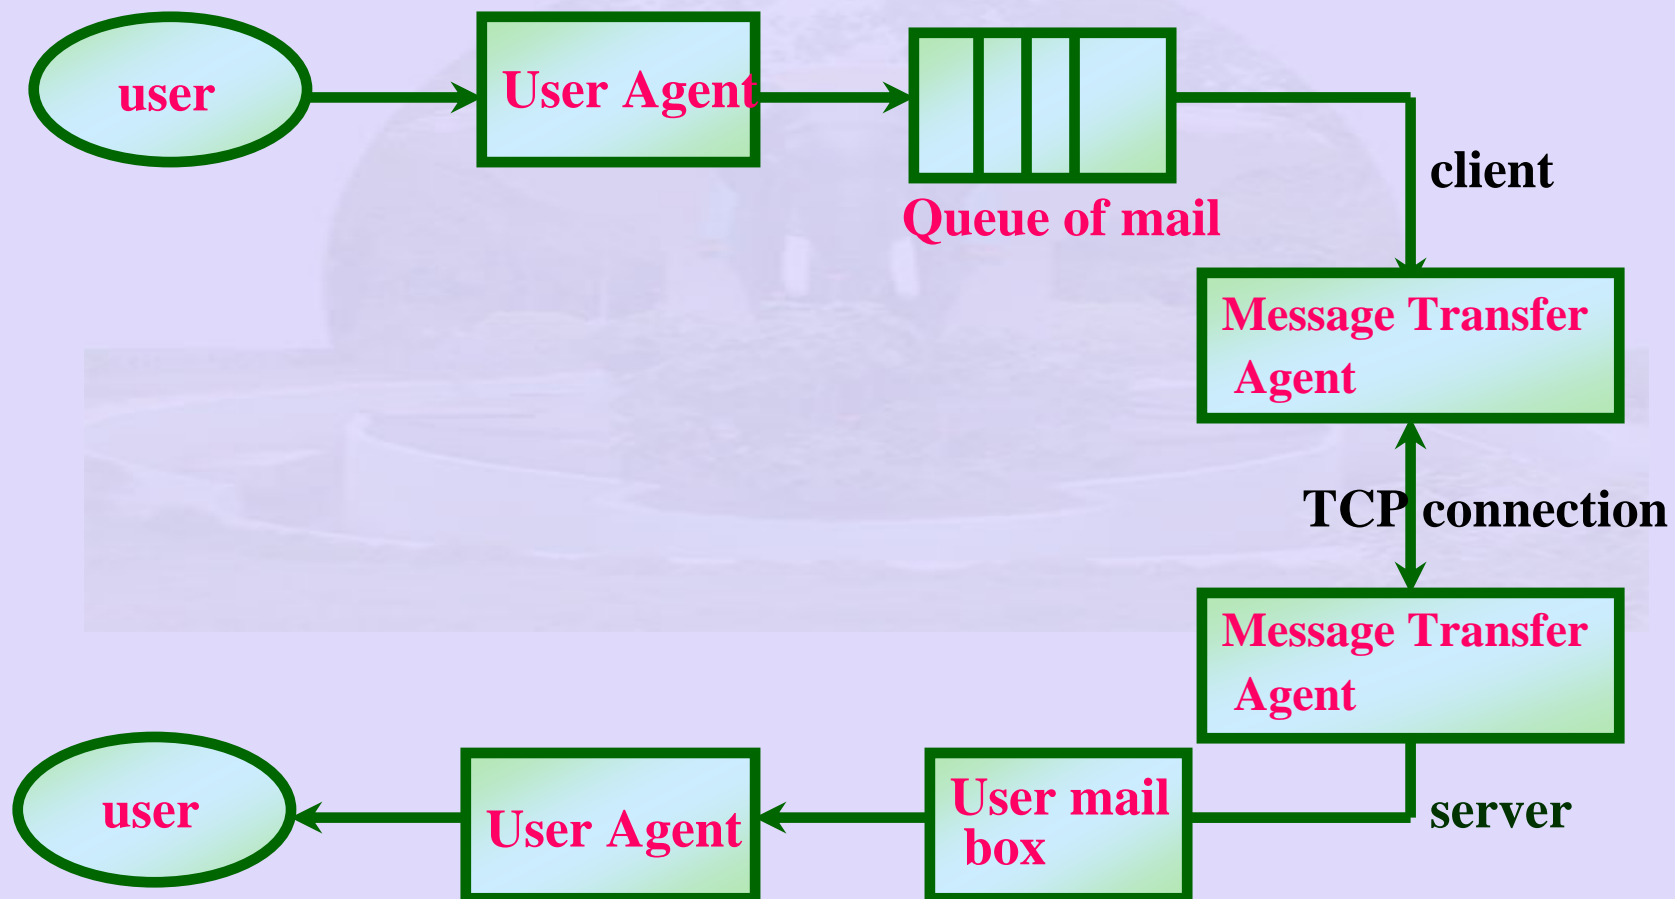 user
User Agent
Queue of mail
client
Message Transfer
Agent
TCP connection
Message Transfer
Agent
server
User mail
box
User Agent
user